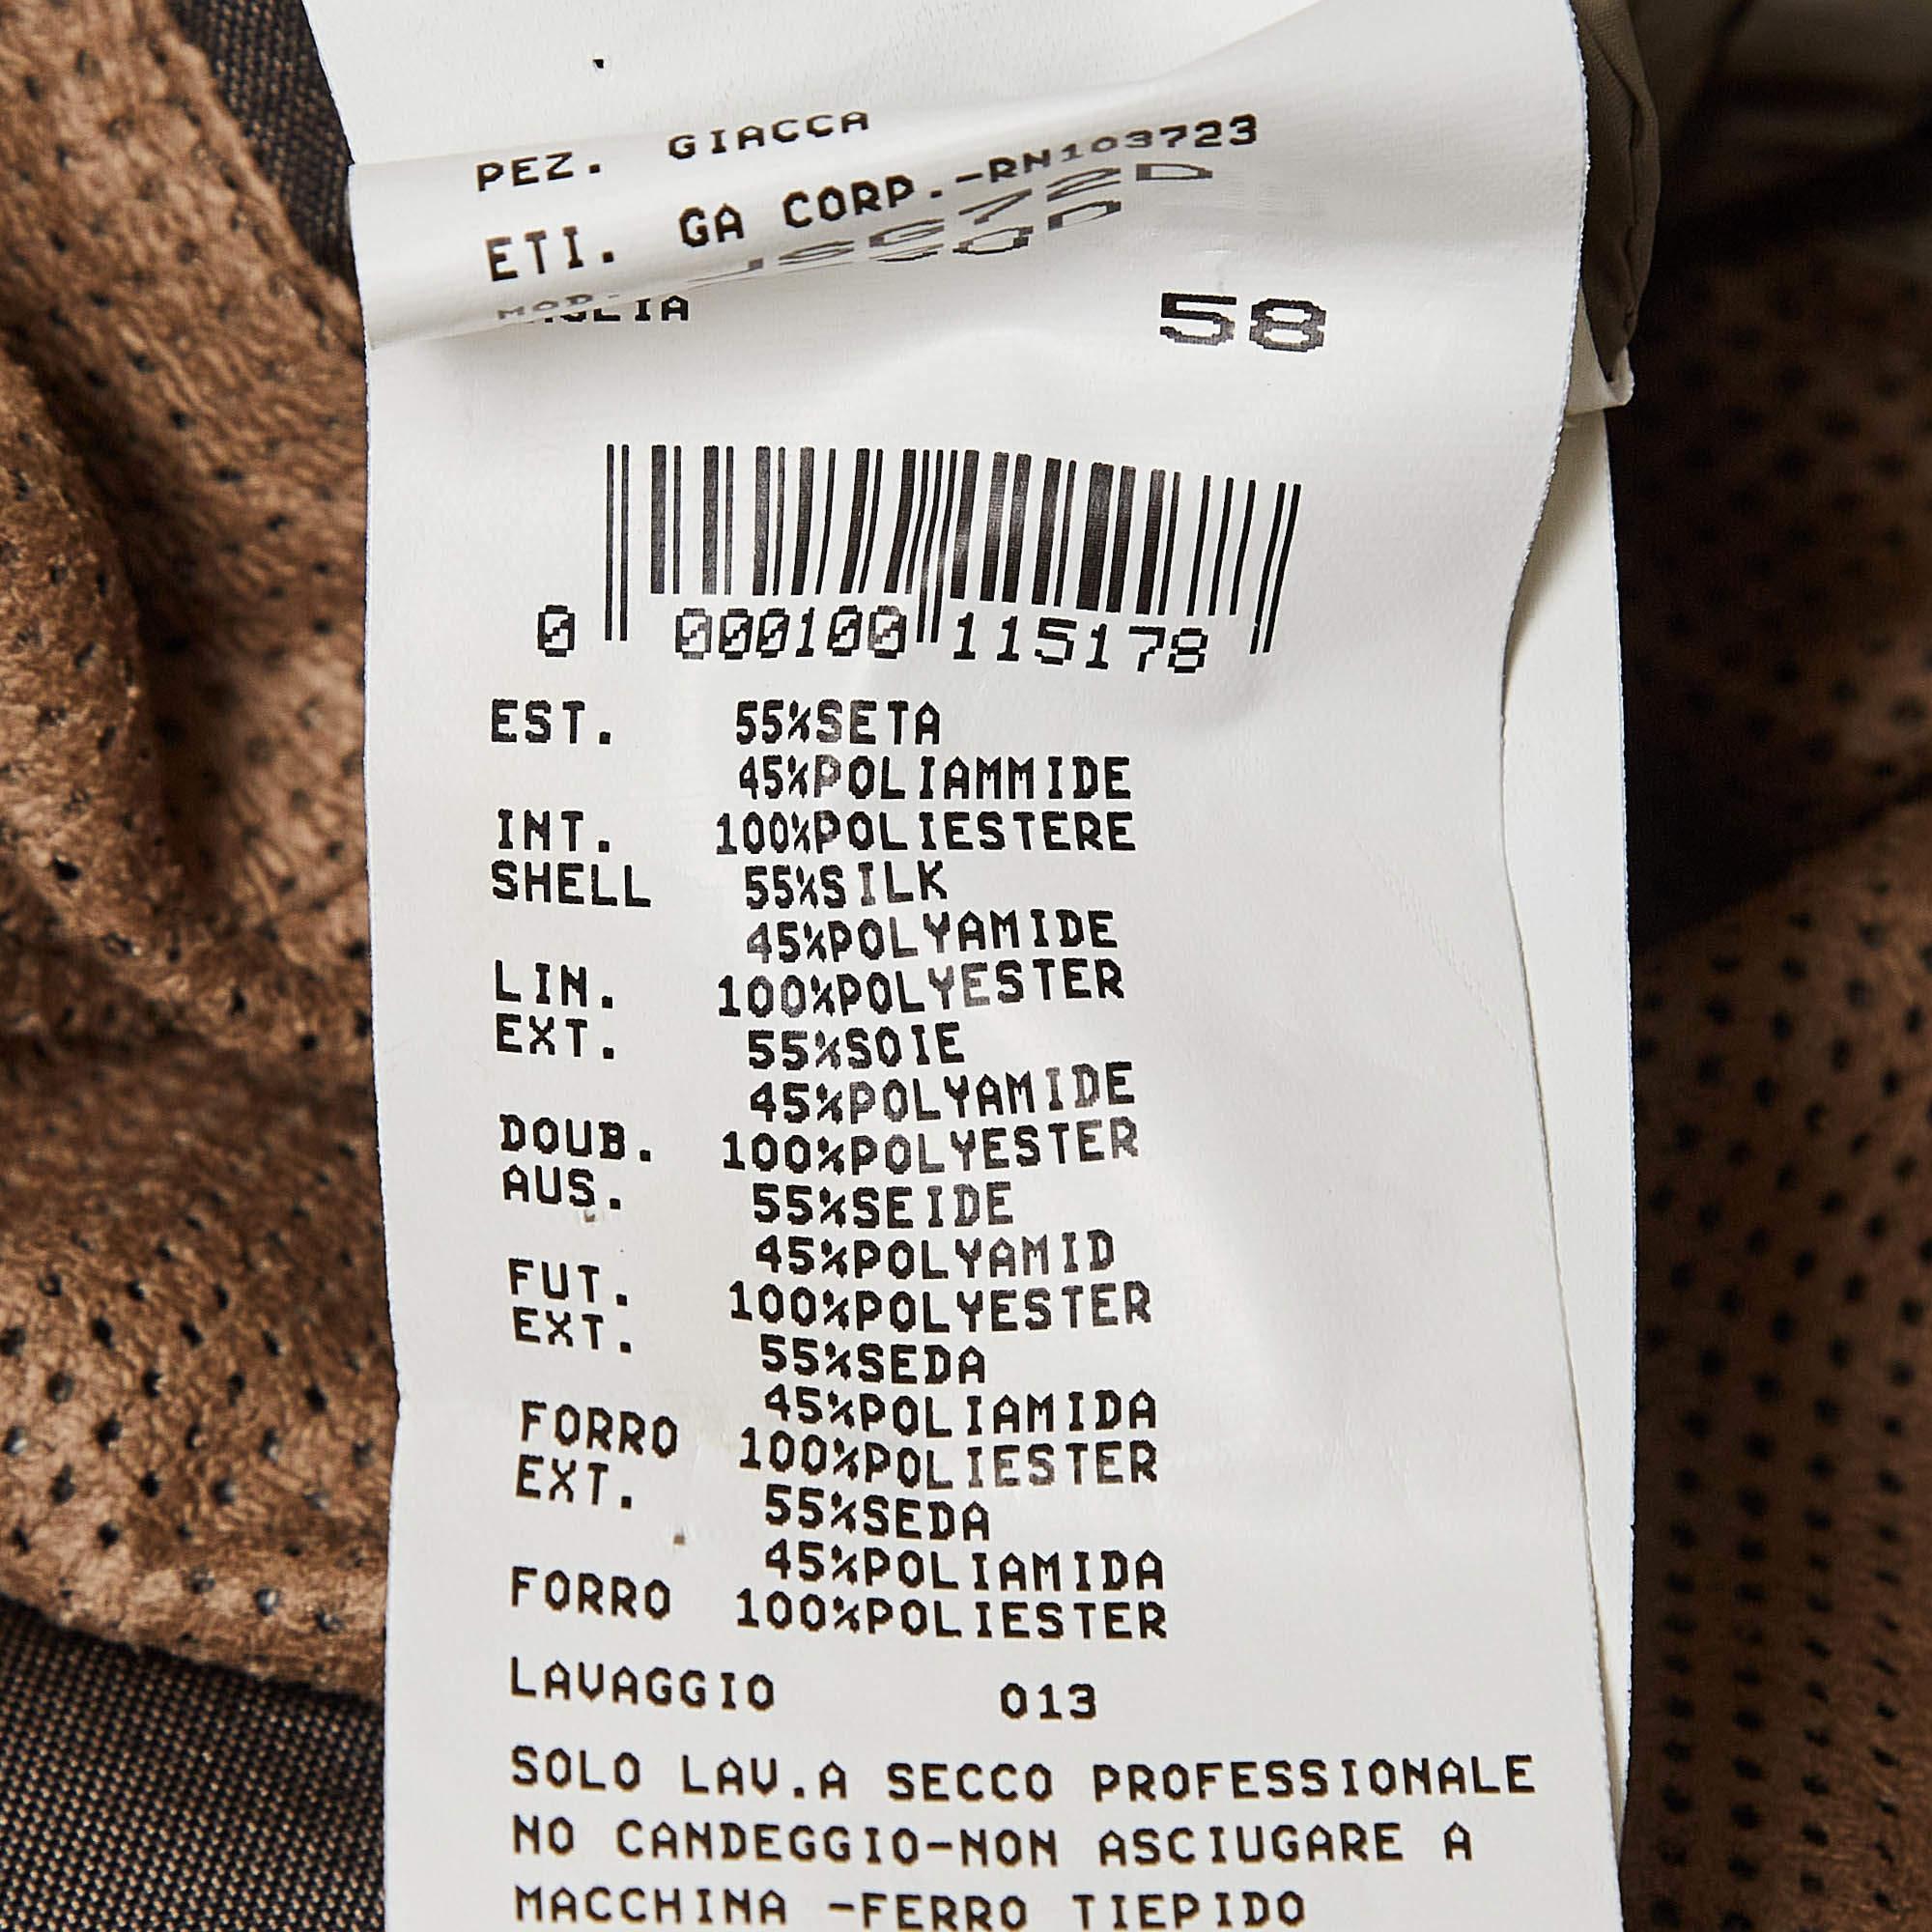 PEZ. GIACCA
ETI. GA CORP.-RN103723
MOD.
58
0 000100 115178
EST. 55%SETA
45%POLIAMMIDE
INT. 100%POLIESTERE
SHELL 55%SILK
45%POLYAMIDE
LIN. 100%POLYESTER
EXT. 55%SOIE
45%POLYAMIDE
DOUB. 100%POLYESTER
AUS. 55%SEIDE
45%POLYAMID
FUT. 100%POLYESTER
EXT. 55%SEDA
45%POLIAMIDA
FORRO 100%POLIESTER
EXT. 55%SEDA
45%POLIAMIDA
FORRO 100%POLIESTER
LAVAGGIO 013
SOLO LAV.A SECCO PROFESSIONALE
NO CANDEGGIO-NON ASCIUGARE A
MACCHINA -FERRO TIEPIDO